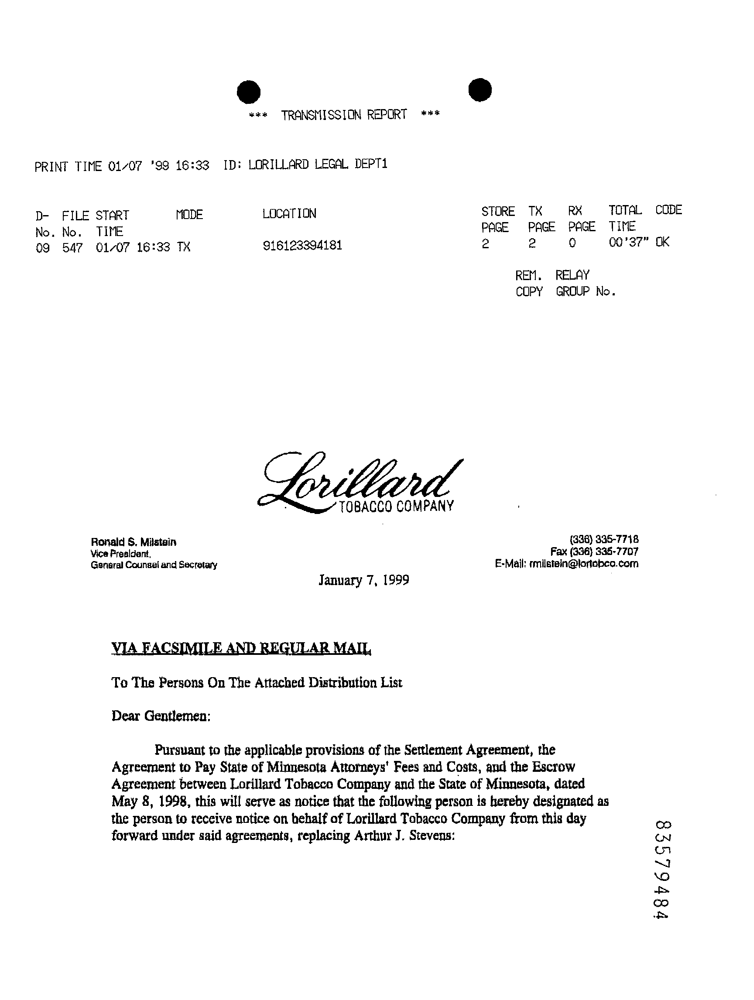 *** TRANSMISSION REPORT ***
PRINT TIME 01/07 '99 16:33 ID: LORILLARD LEGAL DEPT1
D- FILE START MODE LOCATION STORE TX RX TOTAL CODE
No. No. TIME PAGE PAGE PAGE TIME
09 547 01/07 16:33 TX 916123394181 2 2 0 00'37" OK
REM. RELAY
COPY GROUP No.
Lorillard
TOBACCO COMPANY
Ronald S. Milstein
Vice President,
General Counsel and Secretary
(336) 335-7718
Fax (336) 335-7707
E-Mail: rmilstein@lortobco.com
January 7, 1999
VIA FACSIMILE AND REGULAR MAIL
To The Persons On The Attached Distribution List
Dear Gentlemen:
Pursuant to the applicable provisions of the Settlement Agreement, the
Agreement to Pay State of Minnesota Attorneys' Fees and Costs, and the Escrow
Agreement between Lorillard Tobacco Company and the State of Minnesota, dated
May 8, 1998, this will serve as notice that the following person is hereby designated as
the person to receive notice on behalf of Lorillard Tobacco Company from this day
forward under said agreements, replacing Arthur J. Stevens:
83579484